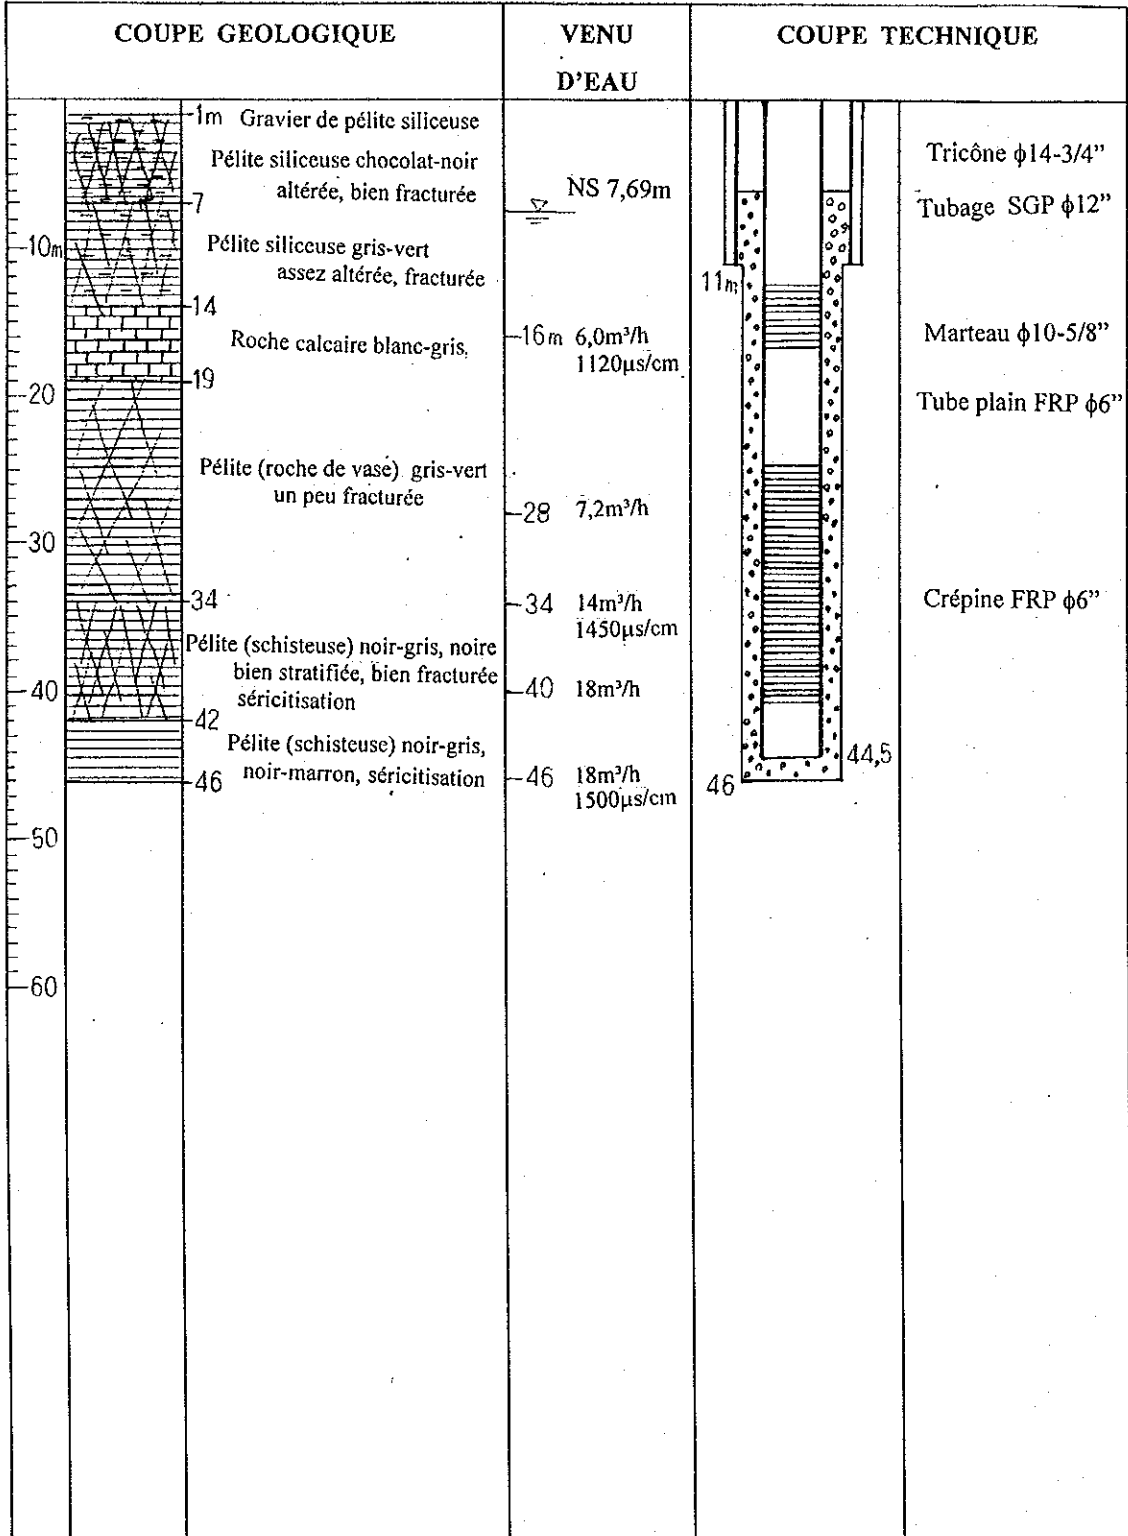 COUPE GEOLOGIQUE
VENU
D'EAU
COUPE TECHNIQUE
1m Gravier de pélite siliceuse
Pélite siliceuse chocolat-noir
altérée, bien fracturée
7
Pélite siliceuse gris-vert
assez altérée, fracturée
14
Roche calcaire blanc-gris,
19
Pélite (roche de vase) gris-vert
un peu fracturée
34
Pélite (schisteuse) noir-gris, noire
bien stratifiée, bien fracturée
séricitisation
42
Pélite (schisteuse) noir-gris,
noir-marron, séricitisation
46
10m
20
30
40
50
60
NS 7,69m
16m 6,0m³/h
1120µs/cm
28 7,2m³/h
34 14m³/h
1450µs/cm
40 18m³/h
46 18m³/h
1500µs/cm
11m
44,5
46
Tricône ϕ14-3/4"
Tubage SGP ϕ12"
Marteau ϕ10-5/8"
Tube plain FRP ϕ6"
Crépine FRP ϕ6"